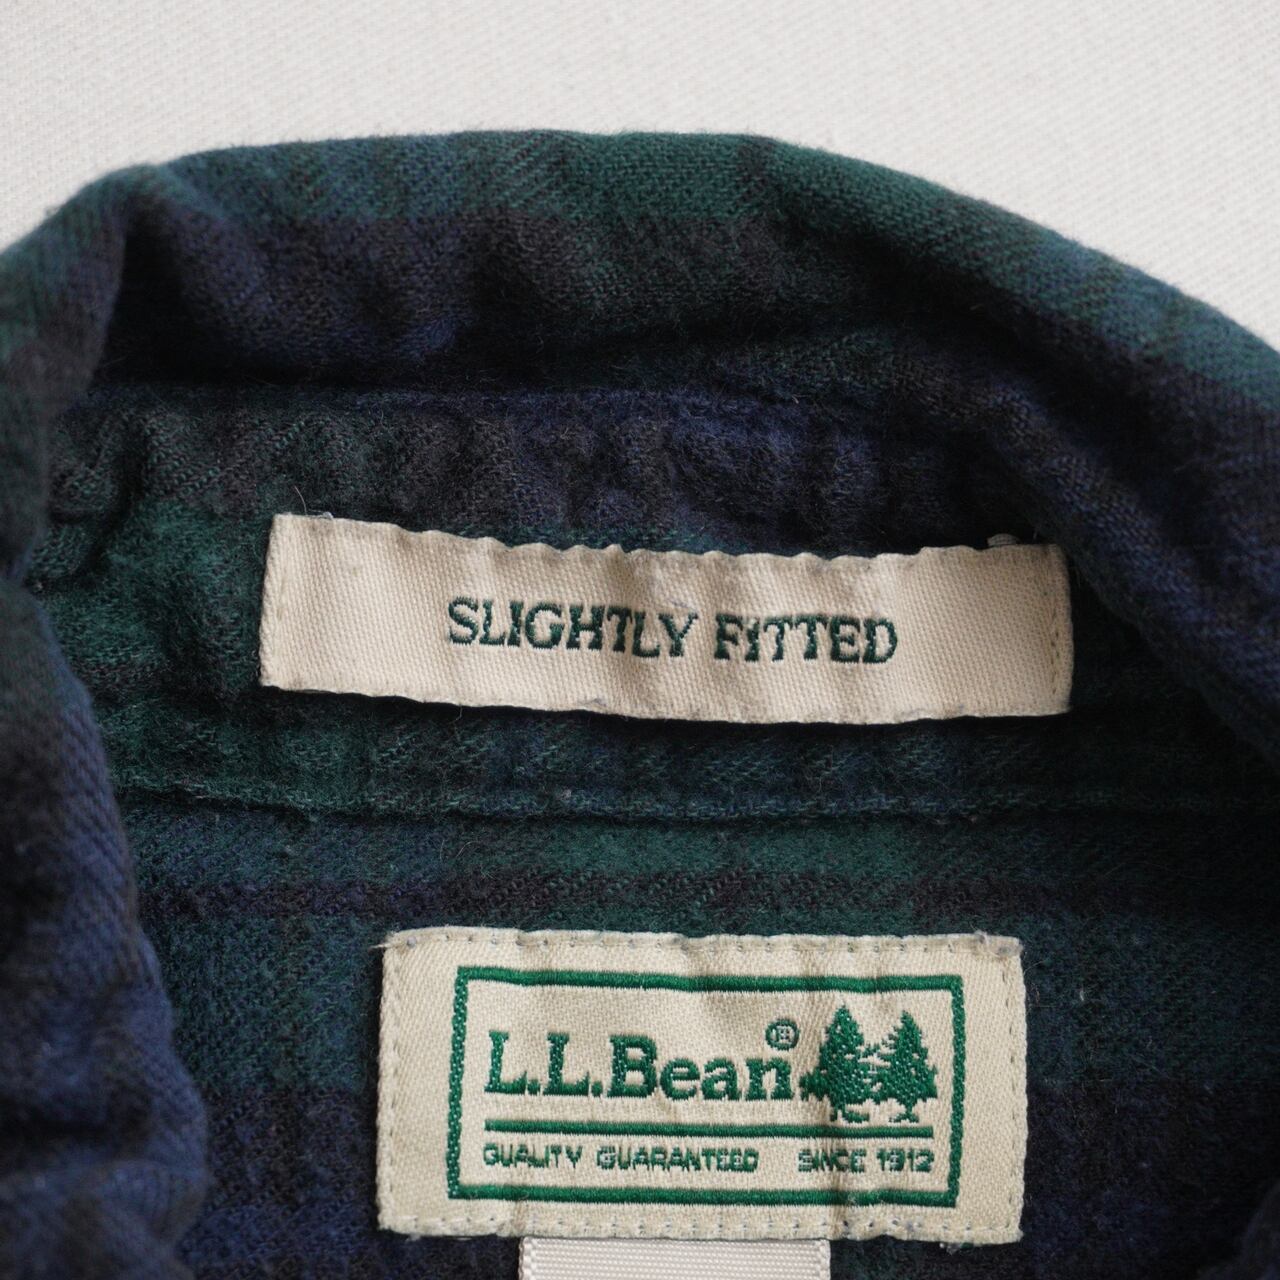 SLIGHTLY FITTED
L.L.Bean®
QUALITY GUARANTEED SINCE 1912